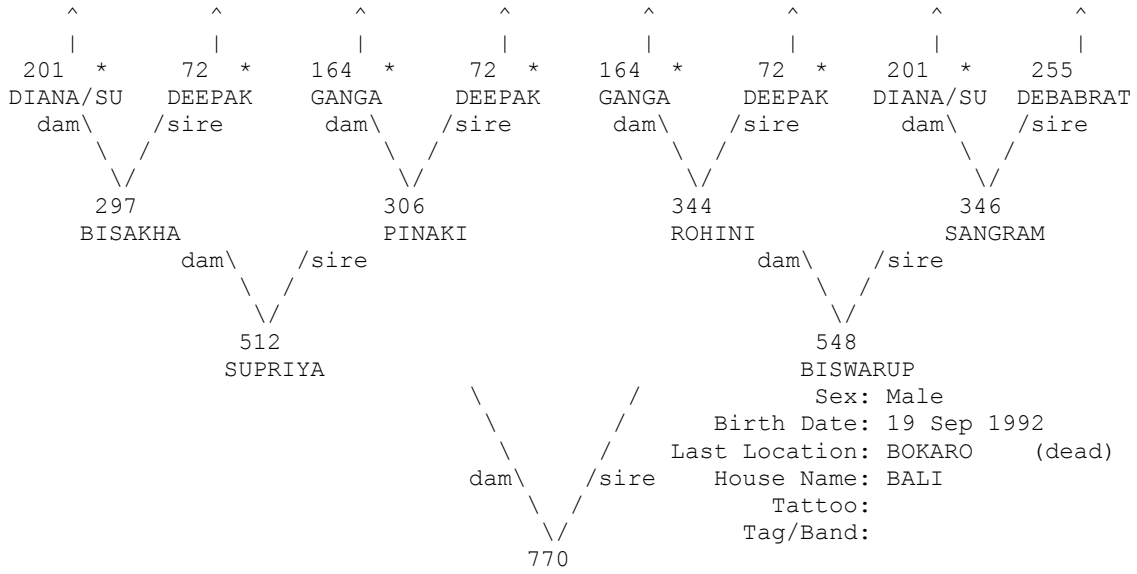 ^ ^ ^ ^ ^ ^ ^ ^
| | | | | | | |
201 * 72 * 164 * 72 * 164 * 72 * 201 * 255
DIANA/SU DEEPAK GANGA DEEPAK GANGA DEEPAK DIANA/SU DEBABRAT
dam\ /sire dam\ /sire dam\ /sire dam\ /sire
\ / \ / \ / \ /
\/ \/ \/ \/
297 306 344 346
BISAKHA PINAKI ROHINI SANGRAM
dam\ /sire dam\ /sire
\ / \ /
\/ \/
512 548
SUPRIYA BISWARUP
\ / Sex: Male
\ / Birth Date: 19 Sep 1992
\ / Last Location: BOKARO (dead)
dam\ /sire House Name: BALI
\ / Tattoo:
\/ Tag/Band:
770